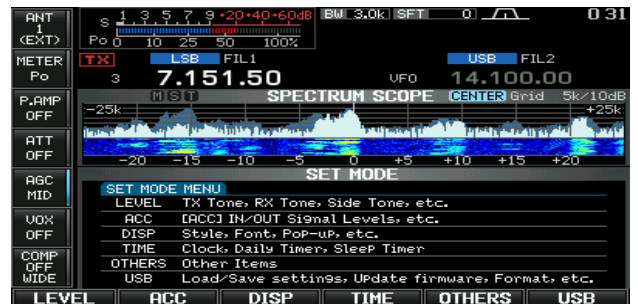 ANT 1 (EXT)
S 1 3 5 7 9 +20+40+60dB
BW 3.0k SFT 0
0 31
Po 0 10 25 50 100%
METER Po
TX LSB FIL1 USB FIL2
3 7.151.50 VFO 14.100.00
P.AMP OFF
M S T SPECTRUM SCOPE CENTER Grid 5k/10dB
-25k +25k
ATT OFF
-20 -15 -10 -5 0 +5 +10 +15 +20
AGC MID
SET MODE
SET MODE MENU
LEVEL TX Tone, RX Tone, Side Tone, etc.
ACC [ACC] IN/OUT Signal Levels, etc.
VOX OFF
DISP Style, Font, PoP-uP, etc.
TIME Clock, Daily Timer, SleeP Timer
COMP OFF WIDE
OTHERS Other Items
USB Load/Save settings, UPdate firmware, Format, etc.
LEVEL ACC DISP TIME OTHERS USB